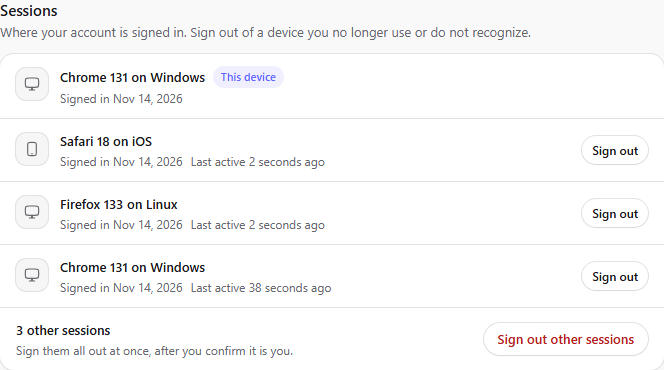 Sessions
Where your account is signed in. Sign out of a device you no longer use or do not recognize.
Chrome 131 on Windows This device
Signed in Nov 14, 2026
Safari 18 on iOS
Signed in Nov 14, 2026 Last active 2 seconds ago
Sign out
Firefox 133 on Linux
Signed in Nov 14, 2026 Last active 2 seconds ago
Sign out
Chrome 131 on Windows
Signed in Nov 14, 2026 Last active 38 seconds ago
Sign out
3 other sessions
Sign them all out at once, after you confirm it is you.
Sign out other sessions